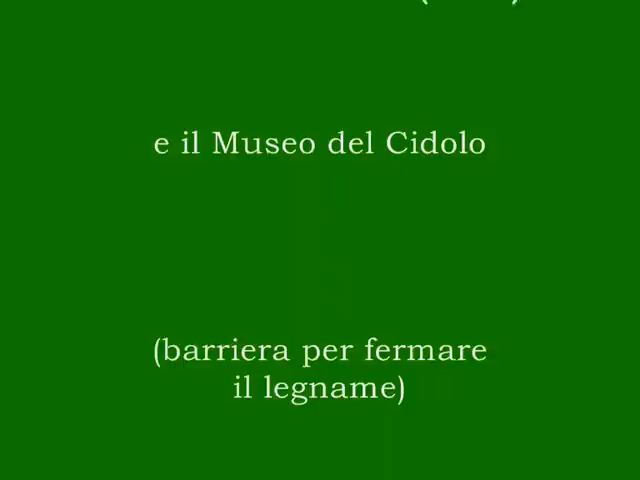 e il Museo del Cidolo
(barriera per fermare
il legname)